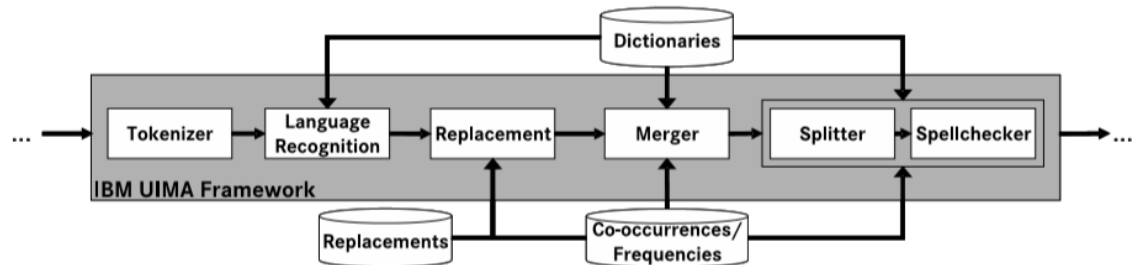 Dictionaries
...
Tokenizer
Language
Recognition
Replacement
Merger
Splitter
Spellchecker
...
IBM UIMA Framework
Replacements
Co-occurrences/
Frequencies